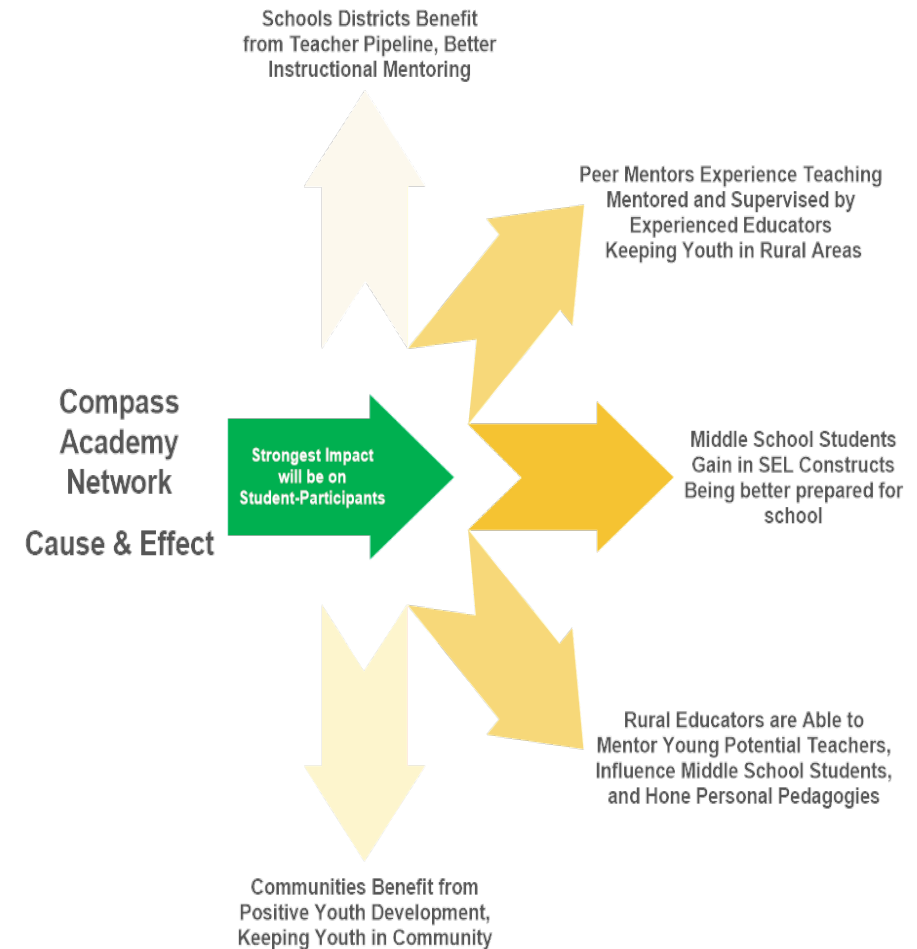 Schools Districts Benefit
from Teacher Pipeline, Better
Instructional Mentoring
Peer Mentors Experience Teaching
Mentored and Supervised by
Experienced Educators
Keeping Youth in Rural Areas
Compass
Academy
Network
Cause & Effect
Strongest Impact
will be on
Student-Participants
Middle School Students
Gain in SEL Constructs
Being better prepared for
school
Rural Educators are Able to
Mentor Young Potential Teachers,
Influence Middle School Students,
and Hone Personal Pedagogies
Communities Benefit from
Positive Youth Development,
Keeping Youth in Community